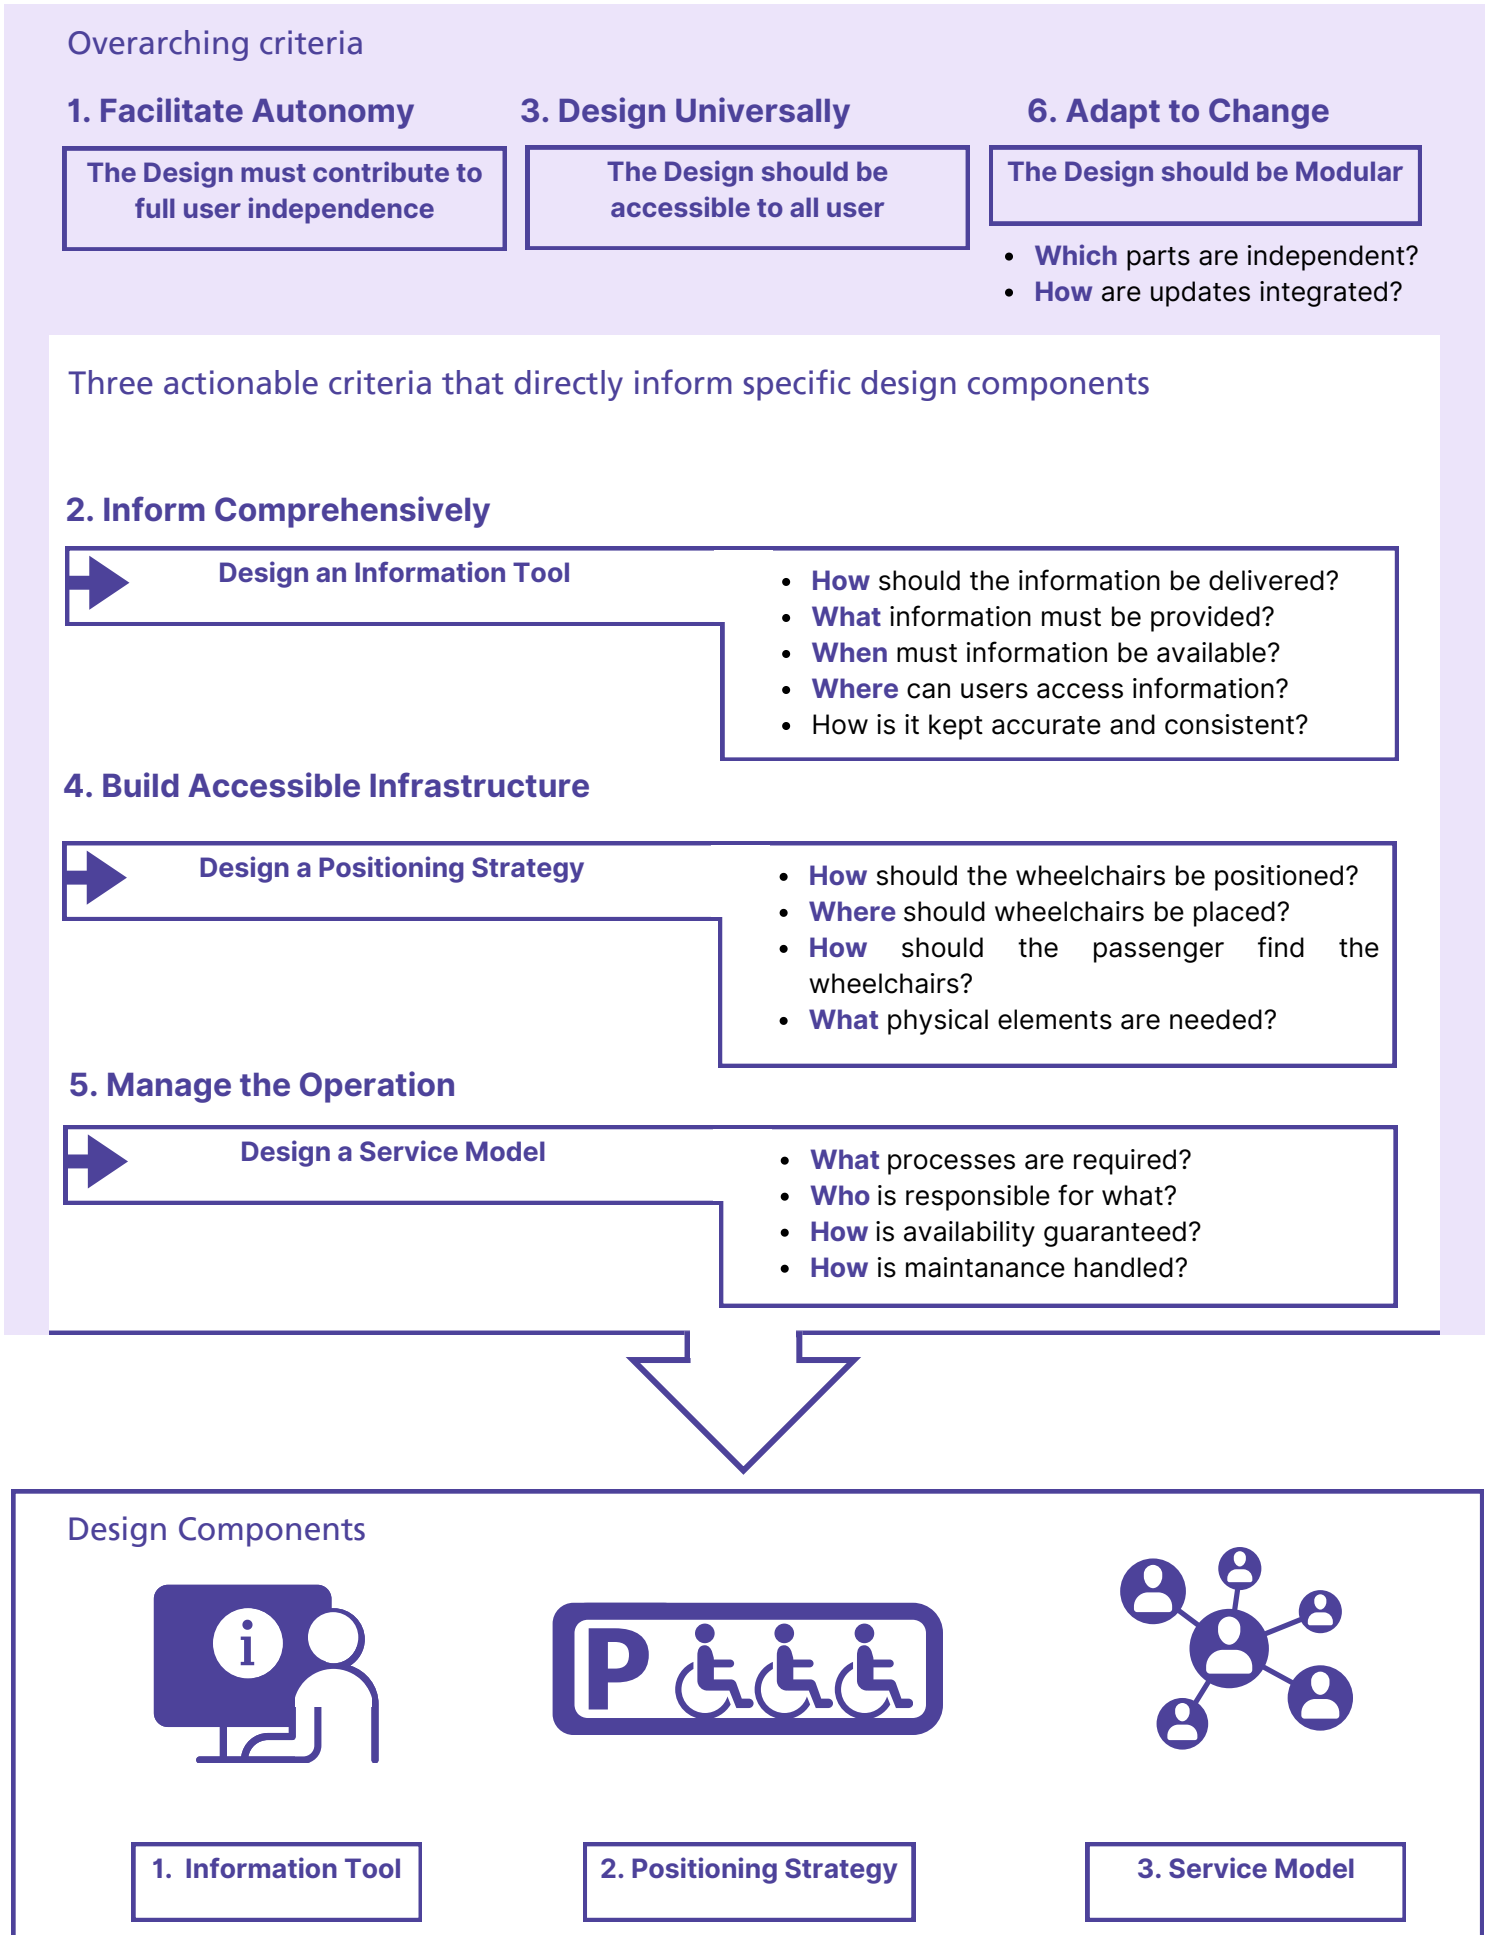 Overarching criteria
1. Facilitate Autonomy
The Design must contribute to
full user independence
3. Design Universally
The Design should be
accessible to all user
6. Adapt to Change
The Design should be Modular
• Which parts are independent?
• How are updates integrated?
Three actionable criteria that directly inform specific design components
2. Inform Comprehensively
Design an Information Tool
• How should the information be delivered?
• What information must be provided?
• When must information be available?
• Where can users access information?
• How is it kept accurate and consistent?
4. Build Accessible Infrastructure
Design a Positioning Strategy
• How should the wheelchairs be positioned?
• Where should wheelchairs be placed?
• How should the passenger find the
wheelchairs?
• What physical elements are needed?
5. Manage the Operation
Design a Service Model
• What processes are required?
• Who is responsible for what?
• How is availability guaranteed?
• How is maintanance handled?
Design Components
i
P
1. Information Tool
2. Positioning Strategy
3. Service Model